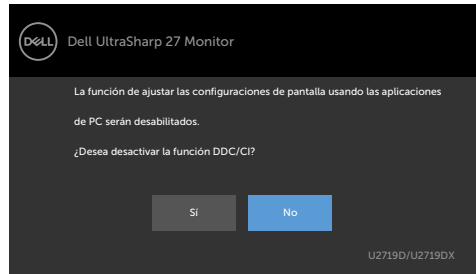 DELL
Dell UltraSharp 27 Monitor
La función de ajustar las configuraciones de pantalla usando las aplicaciones
de PC serán desabilitados.
¿Desea desactivar la función DDC/CI?
Sí
No
U2719D/U2719DX